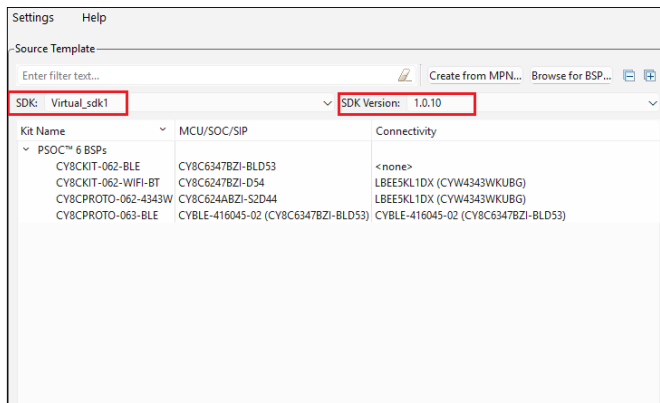 Settings Help
Source Template
Enter filter text... Create from MPN... Browse for BSP...
SDK: Virtual_sdk1 SDK Version: 1.0.10
Kit Name MCU/SOC/SIP Connectivity
PSOC™ 6 BSPs
CY8CKIT-062-BLE CY8C6347BZI-BLD53 <none>
CY8CKIT-062-WIFI-BT CY8C6247BZI-D54 LBEE5KL1DX (CYW4343WKUBG)
CY8CPROTO-062-4343W CY8C624ABZI-S2D44 LBEE5KL1DX (CYW4343WKUBG)
CY8CPROTO-063-BLE CYBLE-416045-02 (CY8C6347BZI-BLD53) CYBLE-416045-02 (CY8C6347BZI-BLD53)